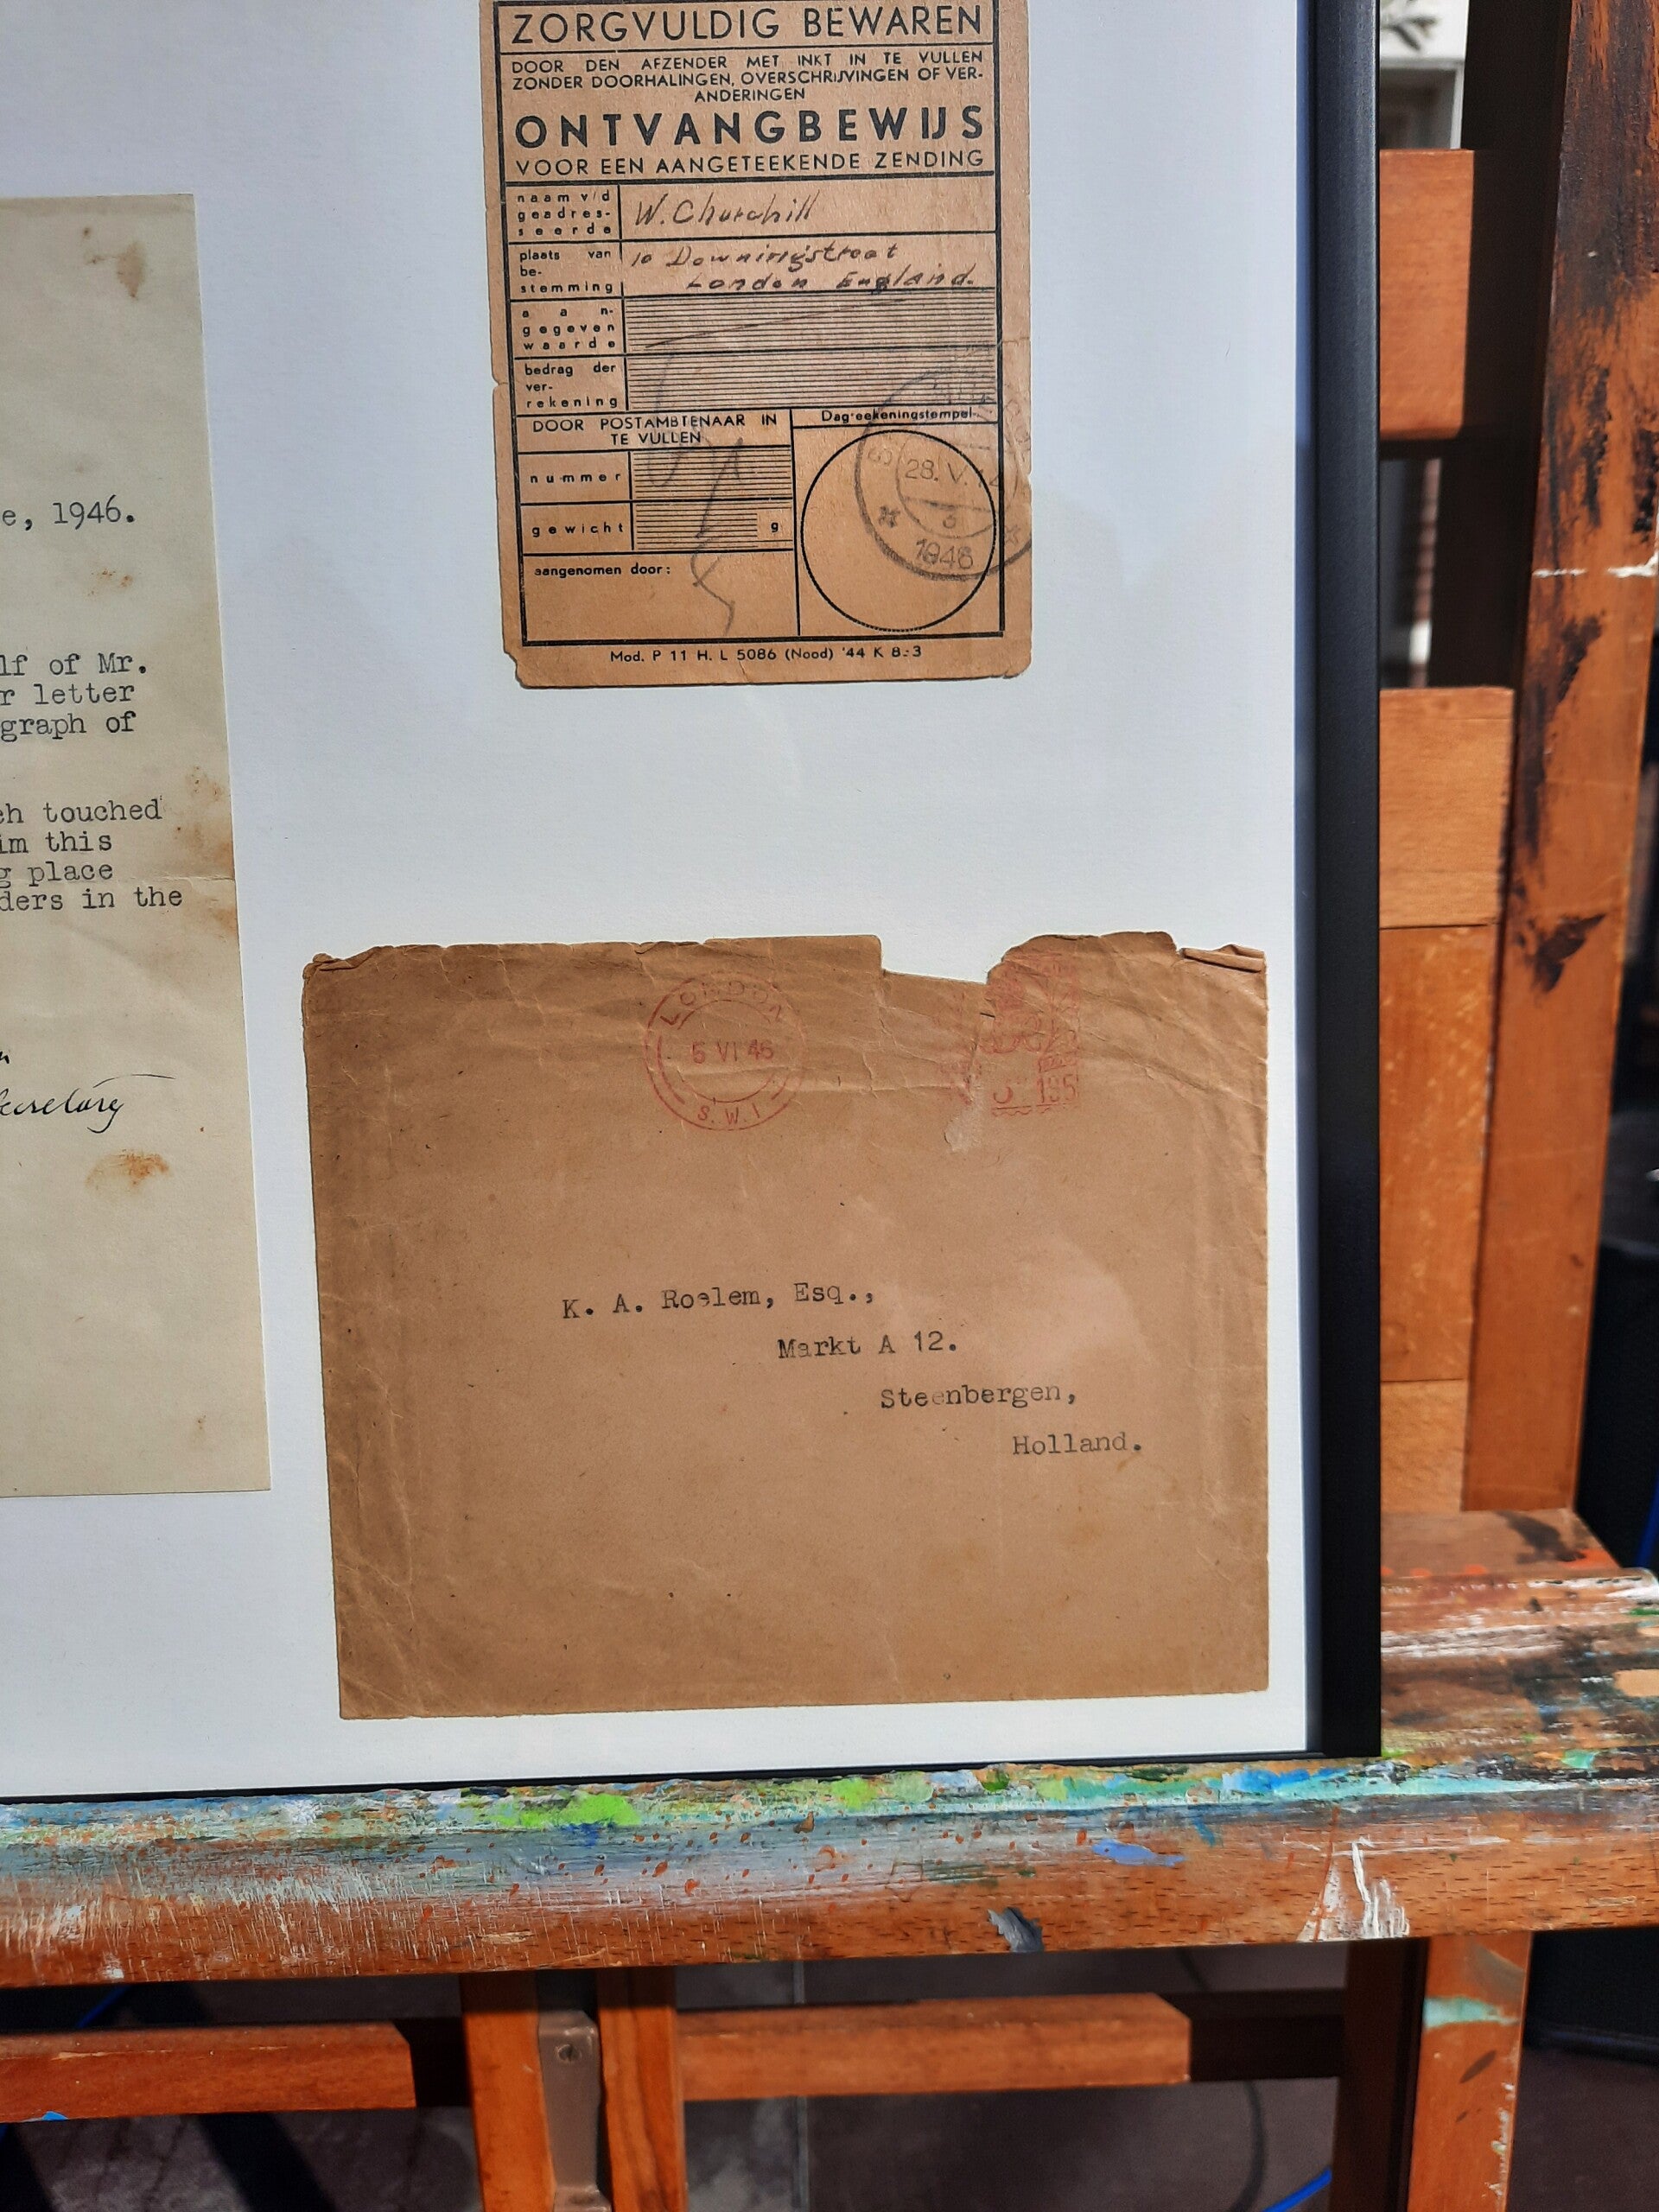 e, 1946.
lf of Mr.
r letter
graph of
ch touched
im this
g place
ders in the
Secretary
ZORGVULDIG BEWAREN
DOOR DEN AFZENDER MET INKT IN TE VULLEN
ZONDER DOORHALINGEN, OVERSCHRIJVINGEN OF VER-
ANDERINGEN
ONTVANGBEWIJS
VOOR EEN AANGETEEKENDE ZENDING
naam v/d
geadres-
seerde
W. Churchill
plaats van
be-
stemming
10 Downingstreet
London England.
aan-
gegeven
waarde
bedrag der
ver-
rekening
DOOR POSTAMBTENAAR IN
TE VULLEN
Dagteekeningstempel
nummer
gewicht g
aangenomen door:
28. V.
3
1946
Mod. P 11 H. L 5086 (Nood) '44 K 8-3
LONDON
5 VI 46
S.W.1
195
K. A. Roelem, Esq.,
Markt A 12.
Steenbergen,
Holland.